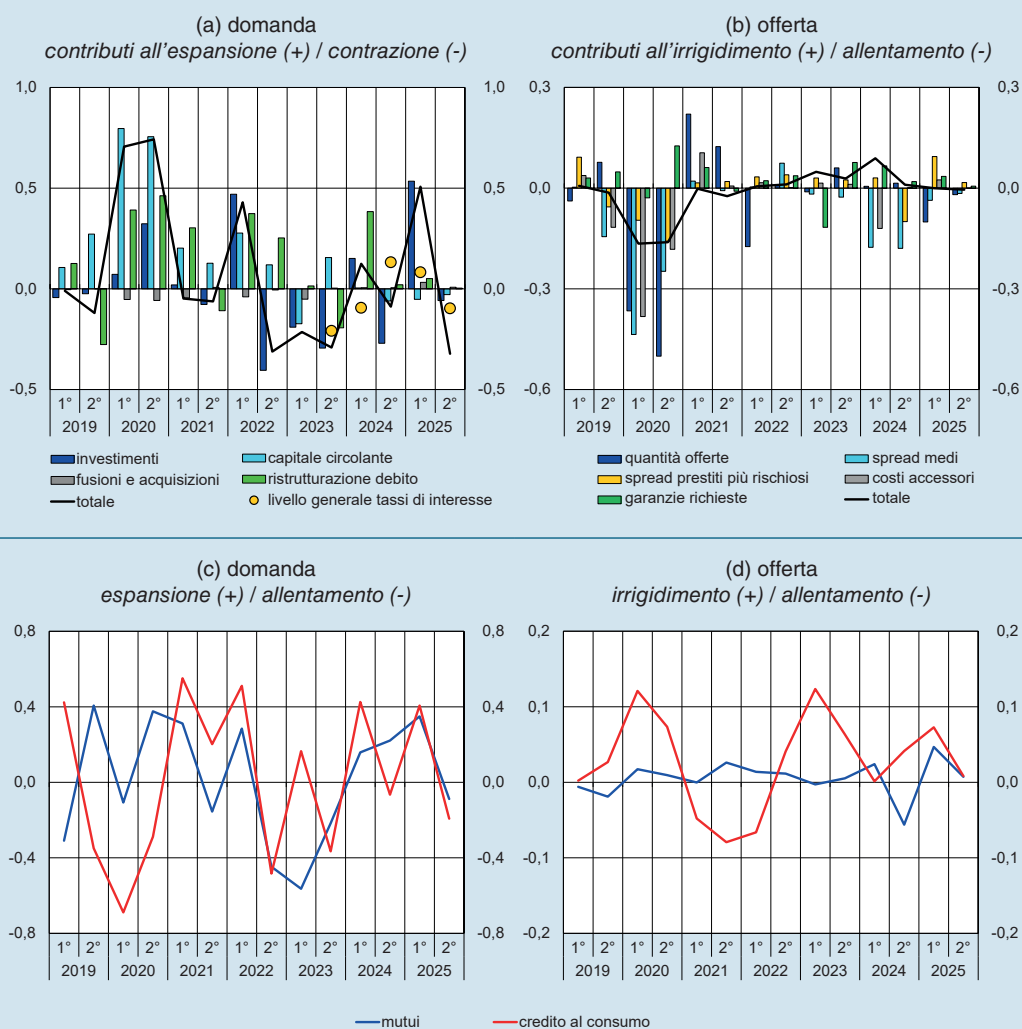 (a) domanda
contributi all'espansione (+) / contrazione (-)
1,0 1,0
0,5 0,5
0,0 0,0
-0,5 -0,5
1° 2° 1° 2° 1° 2° 1° 2° 1° 2° 1° 2° 1° 2°
2019 2020 2021 2022 2023 2024 2025
investimenti capitale circolante
fusioni e acquisizioni ristrutturazione debito
totale livello generale tassi di interesse
(b) offerta
contributi all'irrigidimento (+) / allentamento (-)
0,3 0,3
0,0 0,0
-0,3 -0,3
-0,6 -0,6
1° 2° 1° 2° 1° 2° 1° 2° 1° 2° 1° 2° 1° 2°
2019 2020 2021 2022 2023 2024 2025
quantità offerte spread medi
spread prestiti più rischiosi costi accessori
garanzie richieste totale
(c) domanda
espansione (+) / allentamento (-)
0,8 0,8
0,4 0,4
0,0 0,0
-0,4 -0,4
-0,8 -0,8
1° 2° 1° 2° 1° 2° 1° 2° 1° 2° 1° 2° 1° 2°
2019 2020 2021 2022 2023 2024 2025
(d) offerta
irrigidimento (+) / allentamento (-)
0,2 0,2
0,1 0,1
0,0 0,0
-0,1 -0,1
-0,2 -0,2
1° 2° 1° 2° 1° 2° 1° 2° 1° 2° 1° 2° 1° 2°
2019 2020 2021 2022 2023 2024 2025
mutui credito al consumo